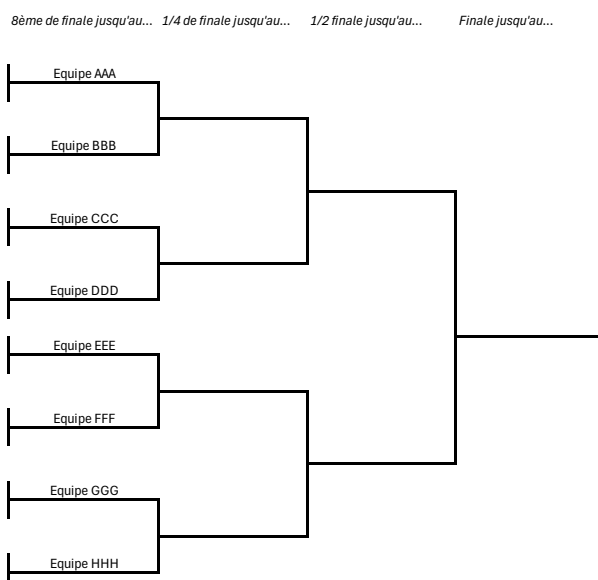 8ème de finale jusqu'au... 1/4 de finale jusqu'au... 1/2 finale jusqu'au... Finale jusqu'au...
Equipe AAA
Equipe BBB
Equipe CCC
Equipe DDD
Equipe EEE
Equipe FFF
Equipe GGG
Equipe HHH